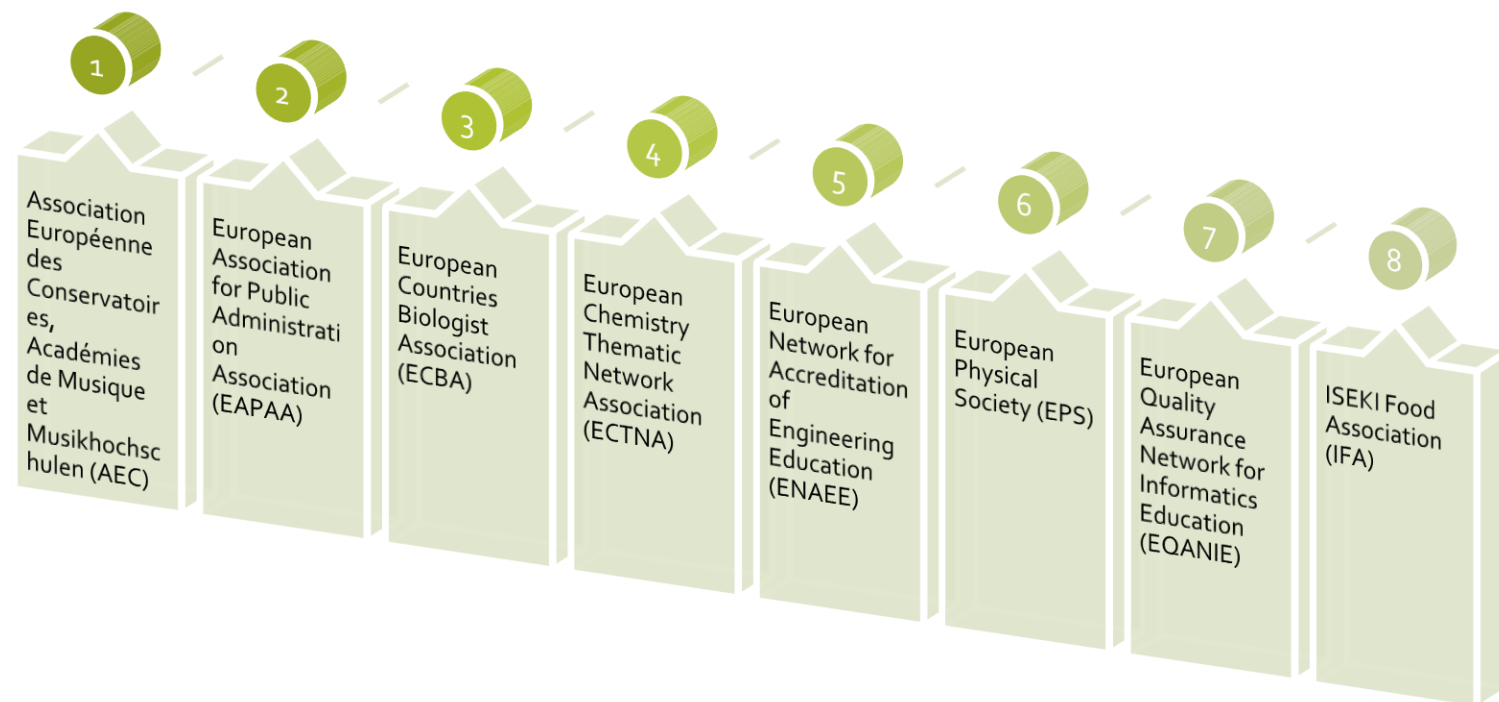 1
Association
Européenne
des
Conservatoir
es,
Académies
de Musique
et
Musikhochsc
hulen (AEC)
2
European
Association
for Public
Administrati
on
Association
(EAPAA)
3
European
Countries
Biologist
Association
(ECBA)
4
European
Chemistry
Thematic
Network
Association
(ECTNA)
5
European
Network for
Accreditation
of
Engineering
Education
(ENAEE)
6
European
Physical
Society (EPS)
7
European
Quality
Assurance
Network for
Informatics
Education
(EQANIE)
8
ISEKI Food
Association
(IFA)